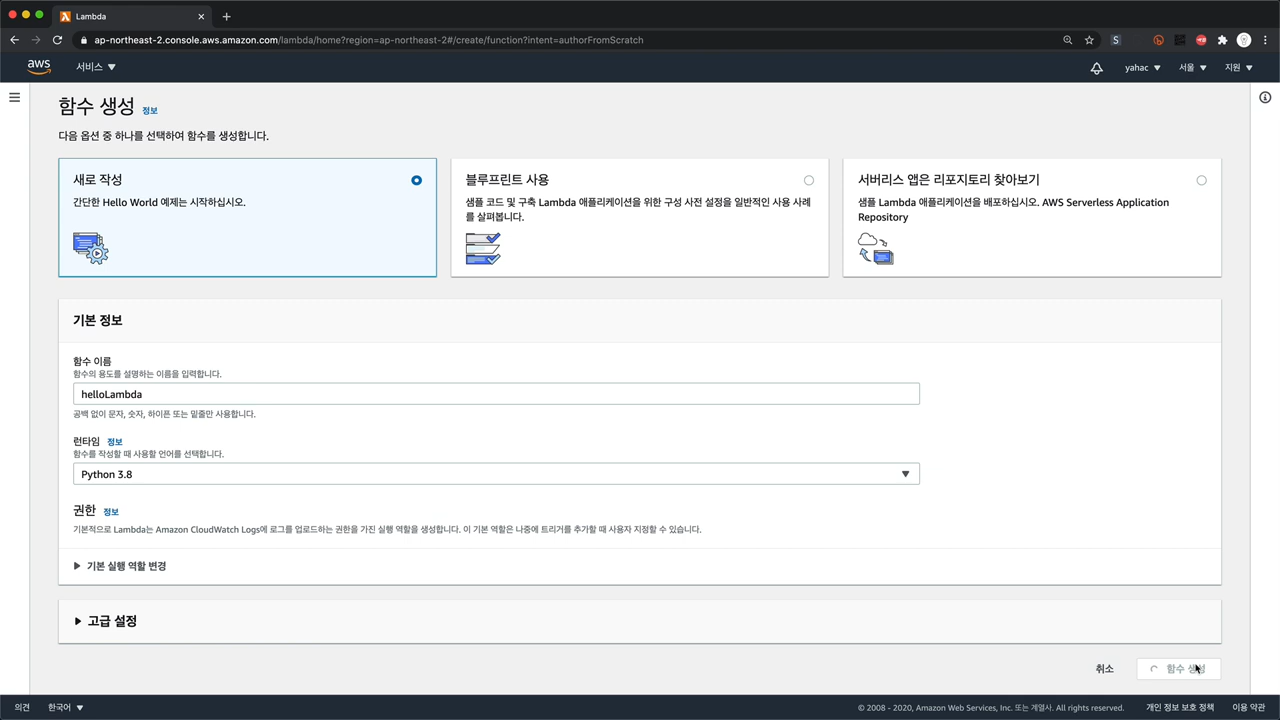 Lambda
ap-northeast-2.console.aws.amazon.com/lambda/home?region=ap-northeast-2#/create/function?intent=authorFromScratch
aws 서비스 yahac 서울 지원
함수 생성 정보
다음 옵션 중 하나를 선택하여 함수를 생성합니다.
새로 작성
간단한 Hello World 예제는 시작하십시오.
블루프린트 사용
샘플 코드 및 구축 Lambda 애플리케이션을 위한 구성 사전 설정을 일반적인 사용 사례
를 살펴봅니다.
서버리스 앱은 리포지토리 찾아보기
샘플 Lambda 애플리케이션을 배포하십시오. AWS Serverless Application
Repository
기본 정보
함수 이름
함수의 용도를 설명하는 이름을 입력합니다.
helloLambda
공백 없이 문자, 숫자, 하이픈 또는 밑줄만 사용합니다.
런타임 정보
함수를 작성할 때 사용할 언어를 선택합니다.
Python 3.8
권한 정보
기본적으로 Lambda는 Amazon CloudWatch Logs에 로그를 업로드하는 권한을 가진 실행 역할을 생성합니다. 이 기본 역할은 나중에 트리거를 추가할 때 사용자 지정할 수 있습니다.
기본 실행 역할 변경
고급 설정
취소 함수 생성
의견 한국어 © 2008 - 2020, Amazon Web Services, Inc. 또는 계열사. All rights reserved. 개인 정보 보호 정책 이용 약관